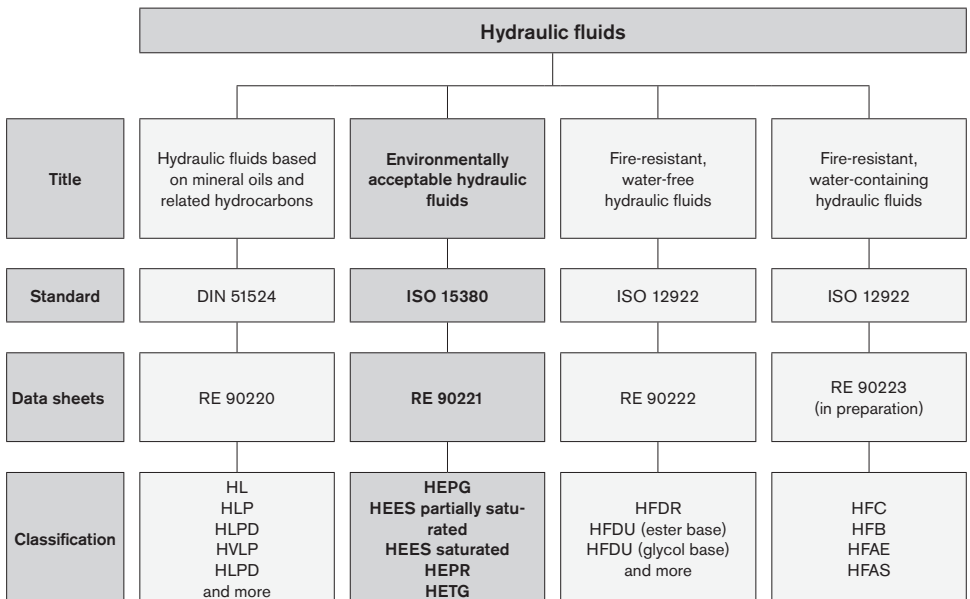 Hydraulic fluids
Title
Hydraulic fluids based
on mineral oils and
related hydrocarbons
Environmentally
acceptable hydraulic
fluids
Fire-resistant,
water-free
hydraulic fluids
Fire-resistant,
water-containing
hydraulic fluids
Standard
DIN 51524
ISO 15380
ISO 12922
ISO 12922
Data sheets
RE 90220
RE 90221
RE 90222
RE 90223
(in preparation)
Classification
HL
HLP
HLPD
HVLP
HLPD
and more
HEPG
HEES partially satu-
rated
HEES saturated
HEPR
HETG
HFDR
HFDU (ester base)
HFDU (glycol base)
and more
HFC
HFB
HFAE
HFAS